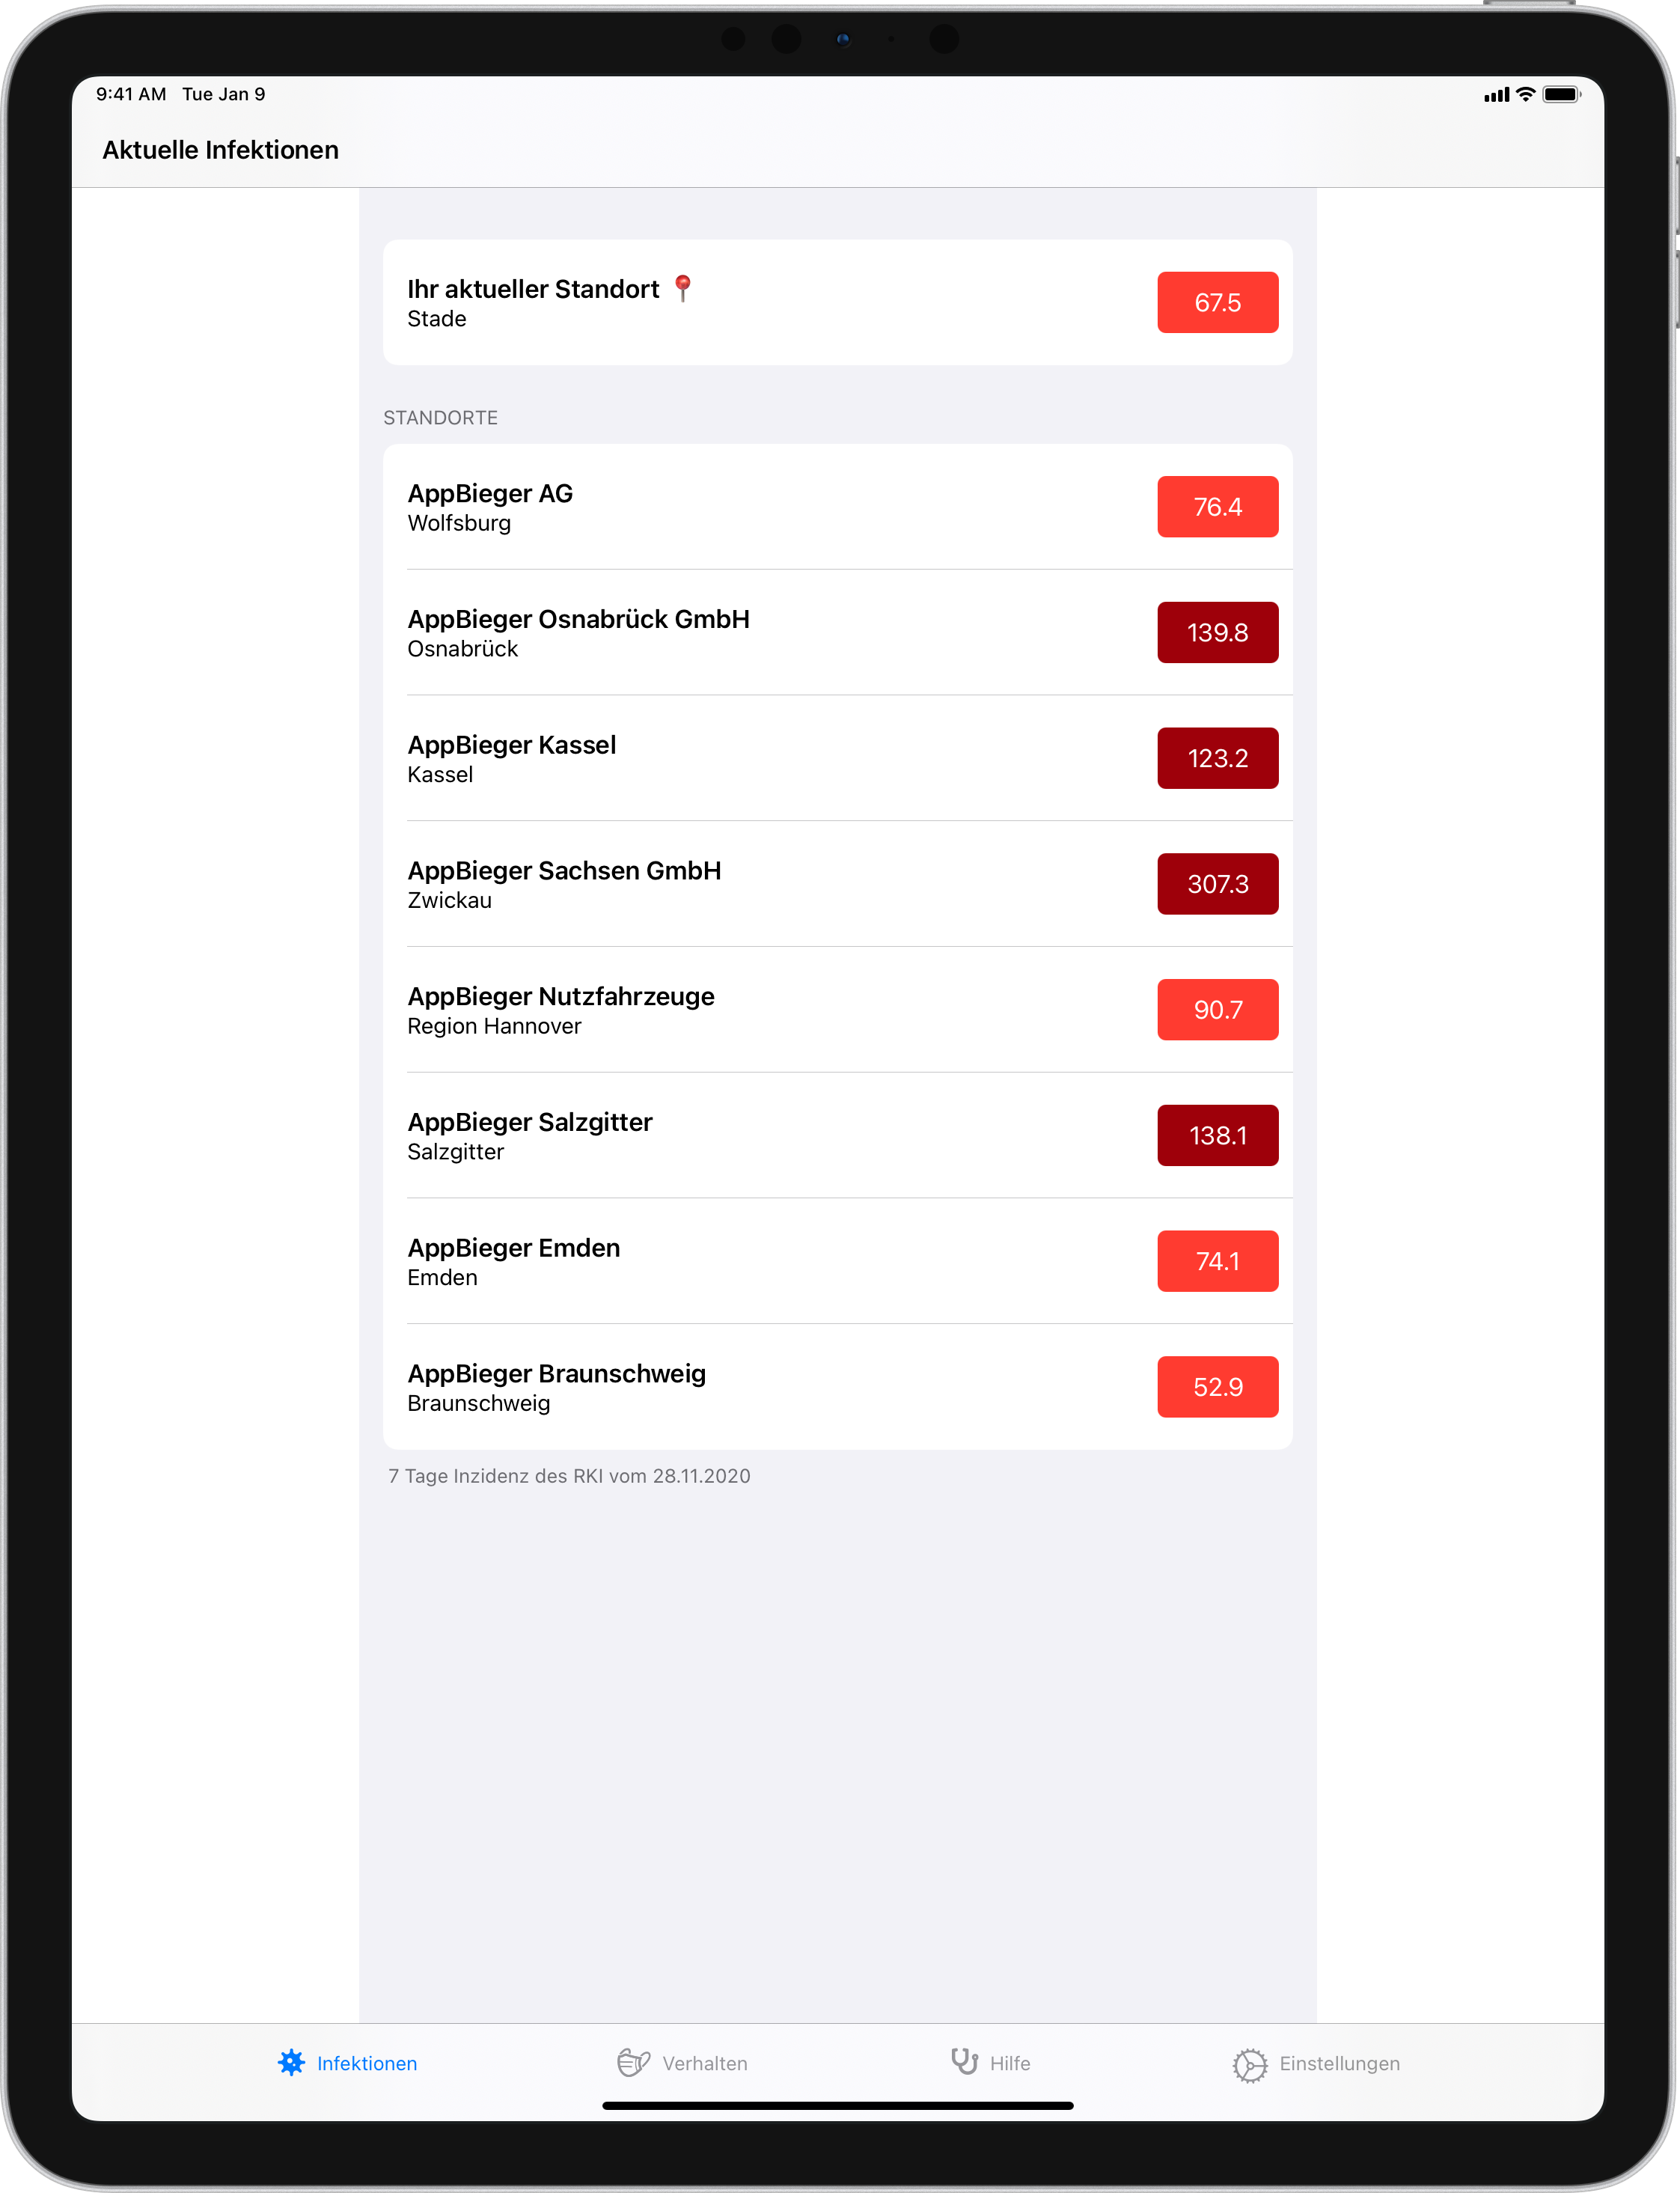 9:41 AM Tue Jan 9
Aktuelle Infektionen
Ihr aktueller Standort 📍
Stade
67.5
STANDORTE
AppBieger AG
Wolfsburg
76.4
AppBieger Osnabrück GmbH
Osnabrück
139.8
AppBieger Kassel
Kassel
123.2
AppBieger Sachsen GmbH
Zwickau
307.3
AppBieger Nutzfahrzeuge
Region Hannover
90.7
AppBieger Salzgitter
Salzgitter
138.1
AppBieger Emden
Emden
74.1
AppBieger Braunschweig
Braunschweig
52.9
7 Tage Inzidenz des RKI vom 28.11.2020
Infektionen
Verhalten
Hilfe
Einstellungen